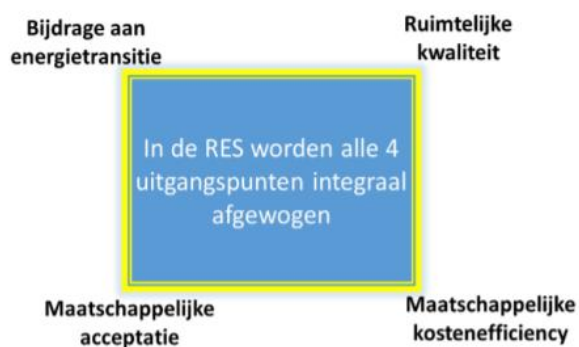 Bijdrage aan
energietransitie
Ruimtelijke
kwaliteit
In de RES worden alle 4
uitgangspunten integraal
afgewogen
Maatschappelijke
acceptatie
Maatschappelijke
kostenefficiency